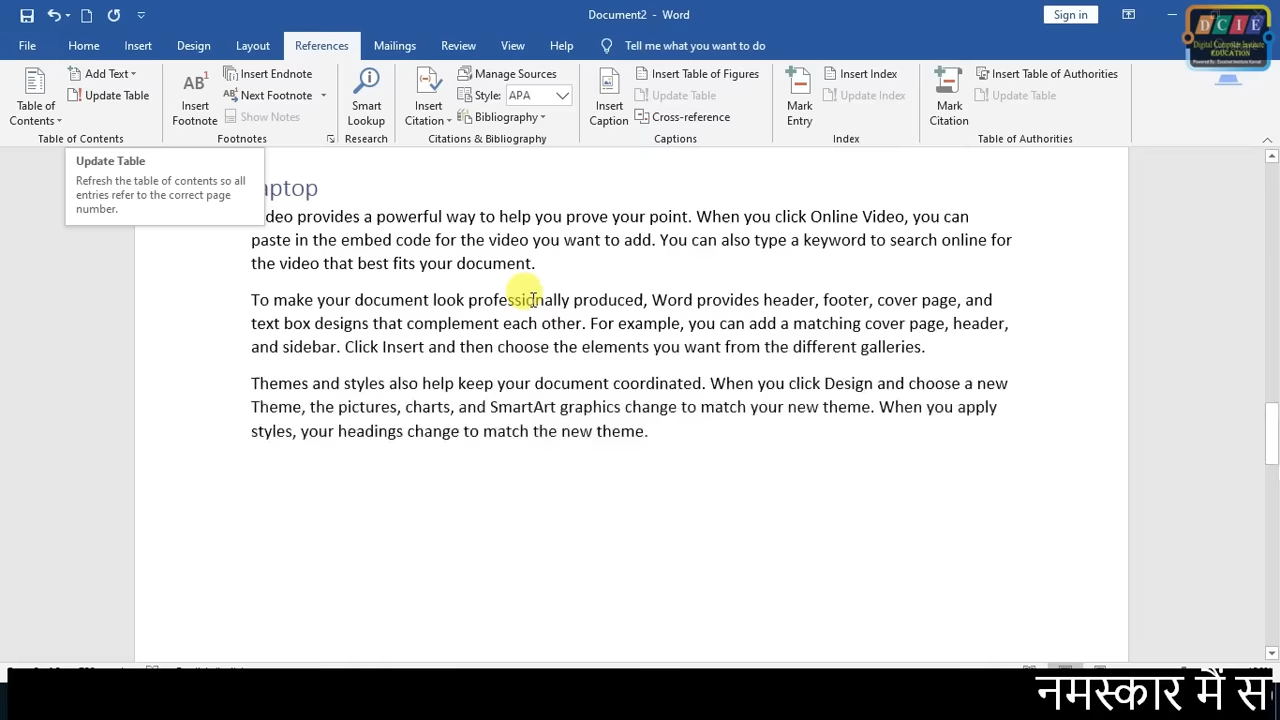 Document2 - Word
Sign in
DCIE
Digital Computer Institute
EDUCATION
File Home Insert Design Layout References Mailings Review View Help Tell me what you want to do
Table of Contents
Add Text
Update Table
Table of Contents
AB1
Insert Footnote
Insert Endnote
Next Footnote
Show Notes
Footnotes
Smart Lookup
Research
Insert Citation
Manage Sources
Style: APA
Bibliography
Citations & Bibliography
Insert Caption
Insert Table of Figures
Update Table
Cross-reference
Captions
Mark Entry
Insert Index
Update Index
Index
Mark Citation
Insert Table of Authorities
Update Table
Table of Authorities
Update Table
Refresh the table of contents so all
entries refer to the correct page
number.
aptop
ideo provides a powerful way to help you prove your point. When you click Online Video, you can
paste in the embed code for the video you want to add. You can also type a keyword to search online for
the video that best fits your document.
To make your document look professionally produced, Word provides header, footer, cover page, and
text box designs that complement each other. For example, you can add a matching cover page, header,
and sidebar. Click Insert and then choose the elements you want from the different galleries.
Themes and styles also help keep your document coordinated. When you click Design and choose a new
Theme, the pictures, charts, and SmartArt graphics change to match your new theme. When you apply
styles, your headings change to match the new theme.
नमस्कार मैं स